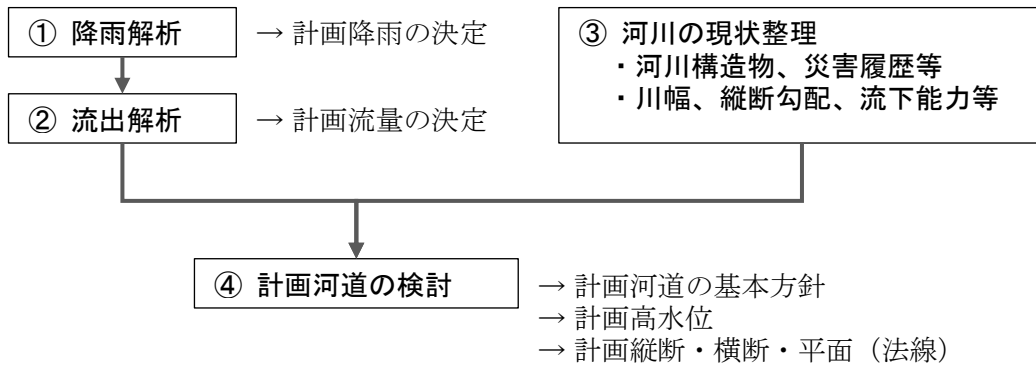 ① 降雨解析 → 計画降雨の決定
② 流出解析 → 計画流量の決定
③ 河川の現状整理
・河川構造物、災害履歴等
・川幅、縦断勾配、流下能力等
④ 計画河道の検討 → 計画河道の基本方針
→ 計画高水位
→ 計画縦断・横断・平面（法線）